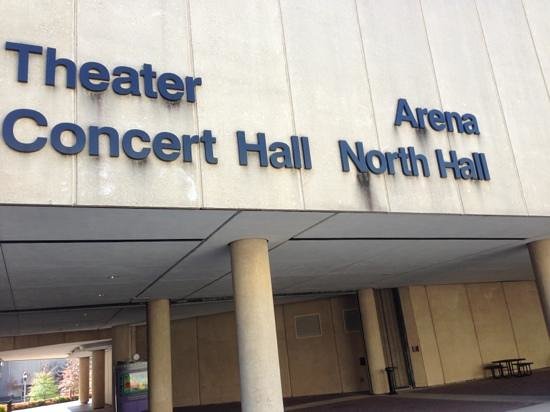 Theater
Concert Hall
Arena
North Hall